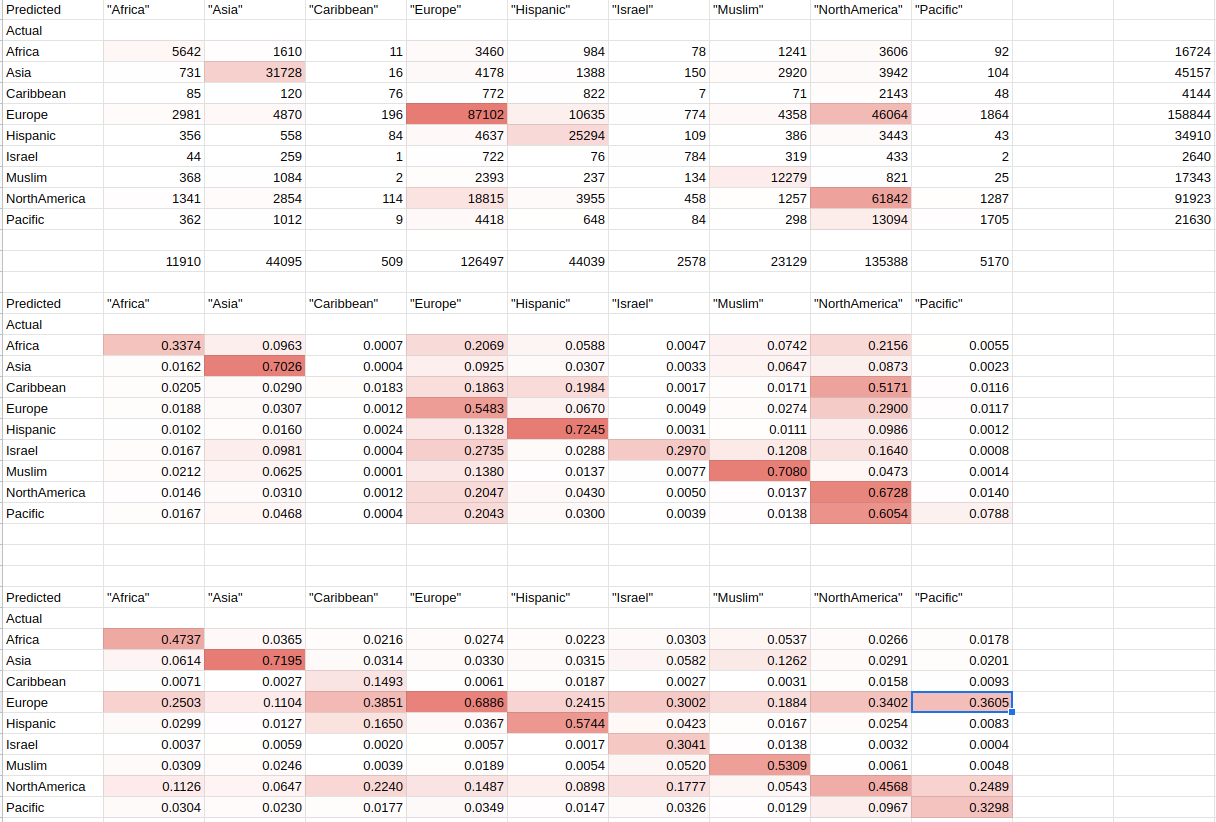 Predicted "Africa" "Asia" "Caribbean" "Europe" "Hispanic" "Israel" "Muslim" "NorthAmerica" "Pacific"
Actual
Africa 5642 1610 11 3460 984 78 1241 3606 92 16724
Asia 731 31728 16 4178 1388 150 2920 3942 104 45157
Caribbean 85 120 76 772 822 7 71 2143 48 4144
Europe 2981 4870 196 87102 10635 774 4358 46064 1864 158844
Hispanic 356 558 84 4637 25294 109 386 3443 43 34910
Israel 44 259 1 722 76 784 319 433 2 2640
Muslim 368 1084 2 2393 237 134 12279 821 25 17343
NorthAmerica 1341 2854 114 18815 3955 458 1257 61842 1287 91923
Pacific 362 1012 9 4418 648 84 298 13094 1705 21630
11910 44095 509 126497 44039 2578 23129 135388 5170
Predicted "Africa" "Asia" "Caribbean" "Europe" "Hispanic" "Israel" "Muslim" "NorthAmerica" "Pacific"
Actual
Africa 0.3374 0.0963 0.0007 0.2069 0.0588 0.0047 0.0742 0.2156 0.0055
Asia 0.0162 0.7026 0.0004 0.0925 0.0307 0.0033 0.0647 0.0873 0.0023
Caribbean 0.0205 0.0290 0.0183 0.1863 0.1984 0.0017 0.0171 0.5171 0.0116
Europe 0.0188 0.0307 0.0012 0.5483 0.0670 0.0049 0.0274 0.2900 0.0117
Hispanic 0.0102 0.0160 0.0024 0.1328 0.7245 0.0031 0.0111 0.0986 0.0012
Israel 0.0167 0.0981 0.0004 0.2735 0.0288 0.2970 0.1208 0.1640 0.0008
Muslim 0.0212 0.0625 0.0001 0.1380 0.0137 0.0077 0.7080 0.0473 0.0014
NorthAmerica 0.0146 0.0310 0.0012 0.2047 0.0430 0.0050 0.0137 0.6728 0.0140
Pacific 0.0167 0.0468 0.0004 0.2043 0.0300 0.0039 0.0138 0.6054 0.0788
Predicted "Africa" "Asia" "Caribbean" "Europe" "Hispanic" "Israel" "Muslim" "NorthAmerica" "Pacific"
Actual
Africa 0.4737 0.0365 0.0216 0.0274 0.0223 0.0303 0.0537 0.0266 0.0178
Asia 0.0614 0.7195 0.0314 0.0330 0.0315 0.0582 0.1262 0.0291 0.0201
Caribbean 0.0071 0.0027 0.1493 0.0061 0.0187 0.0027 0.0031 0.0158 0.0093
Europe 0.2503 0.1104 0.3851 0.6886 0.2415 0.3002 0.1884 0.3402 0.3605
Hispanic 0.0299 0.0127 0.1650 0.0367 0.5744 0.0423 0.0167 0.0254 0.0083
Israel 0.0037 0.0059 0.0020 0.0057 0.0017 0.3041 0.0138 0.0032 0.0004
Muslim 0.0309 0.0246 0.0039 0.0189 0.0054 0.0520 0.5309 0.0061 0.0048
NorthAmerica 0.1126 0.0647 0.2240 0.1487 0.0898 0.1777 0.0543 0.4568 0.2489
Pacific 0.0304 0.0230 0.0177 0.0349 0.0147 0.0326 0.0129 0.0967 0.3298